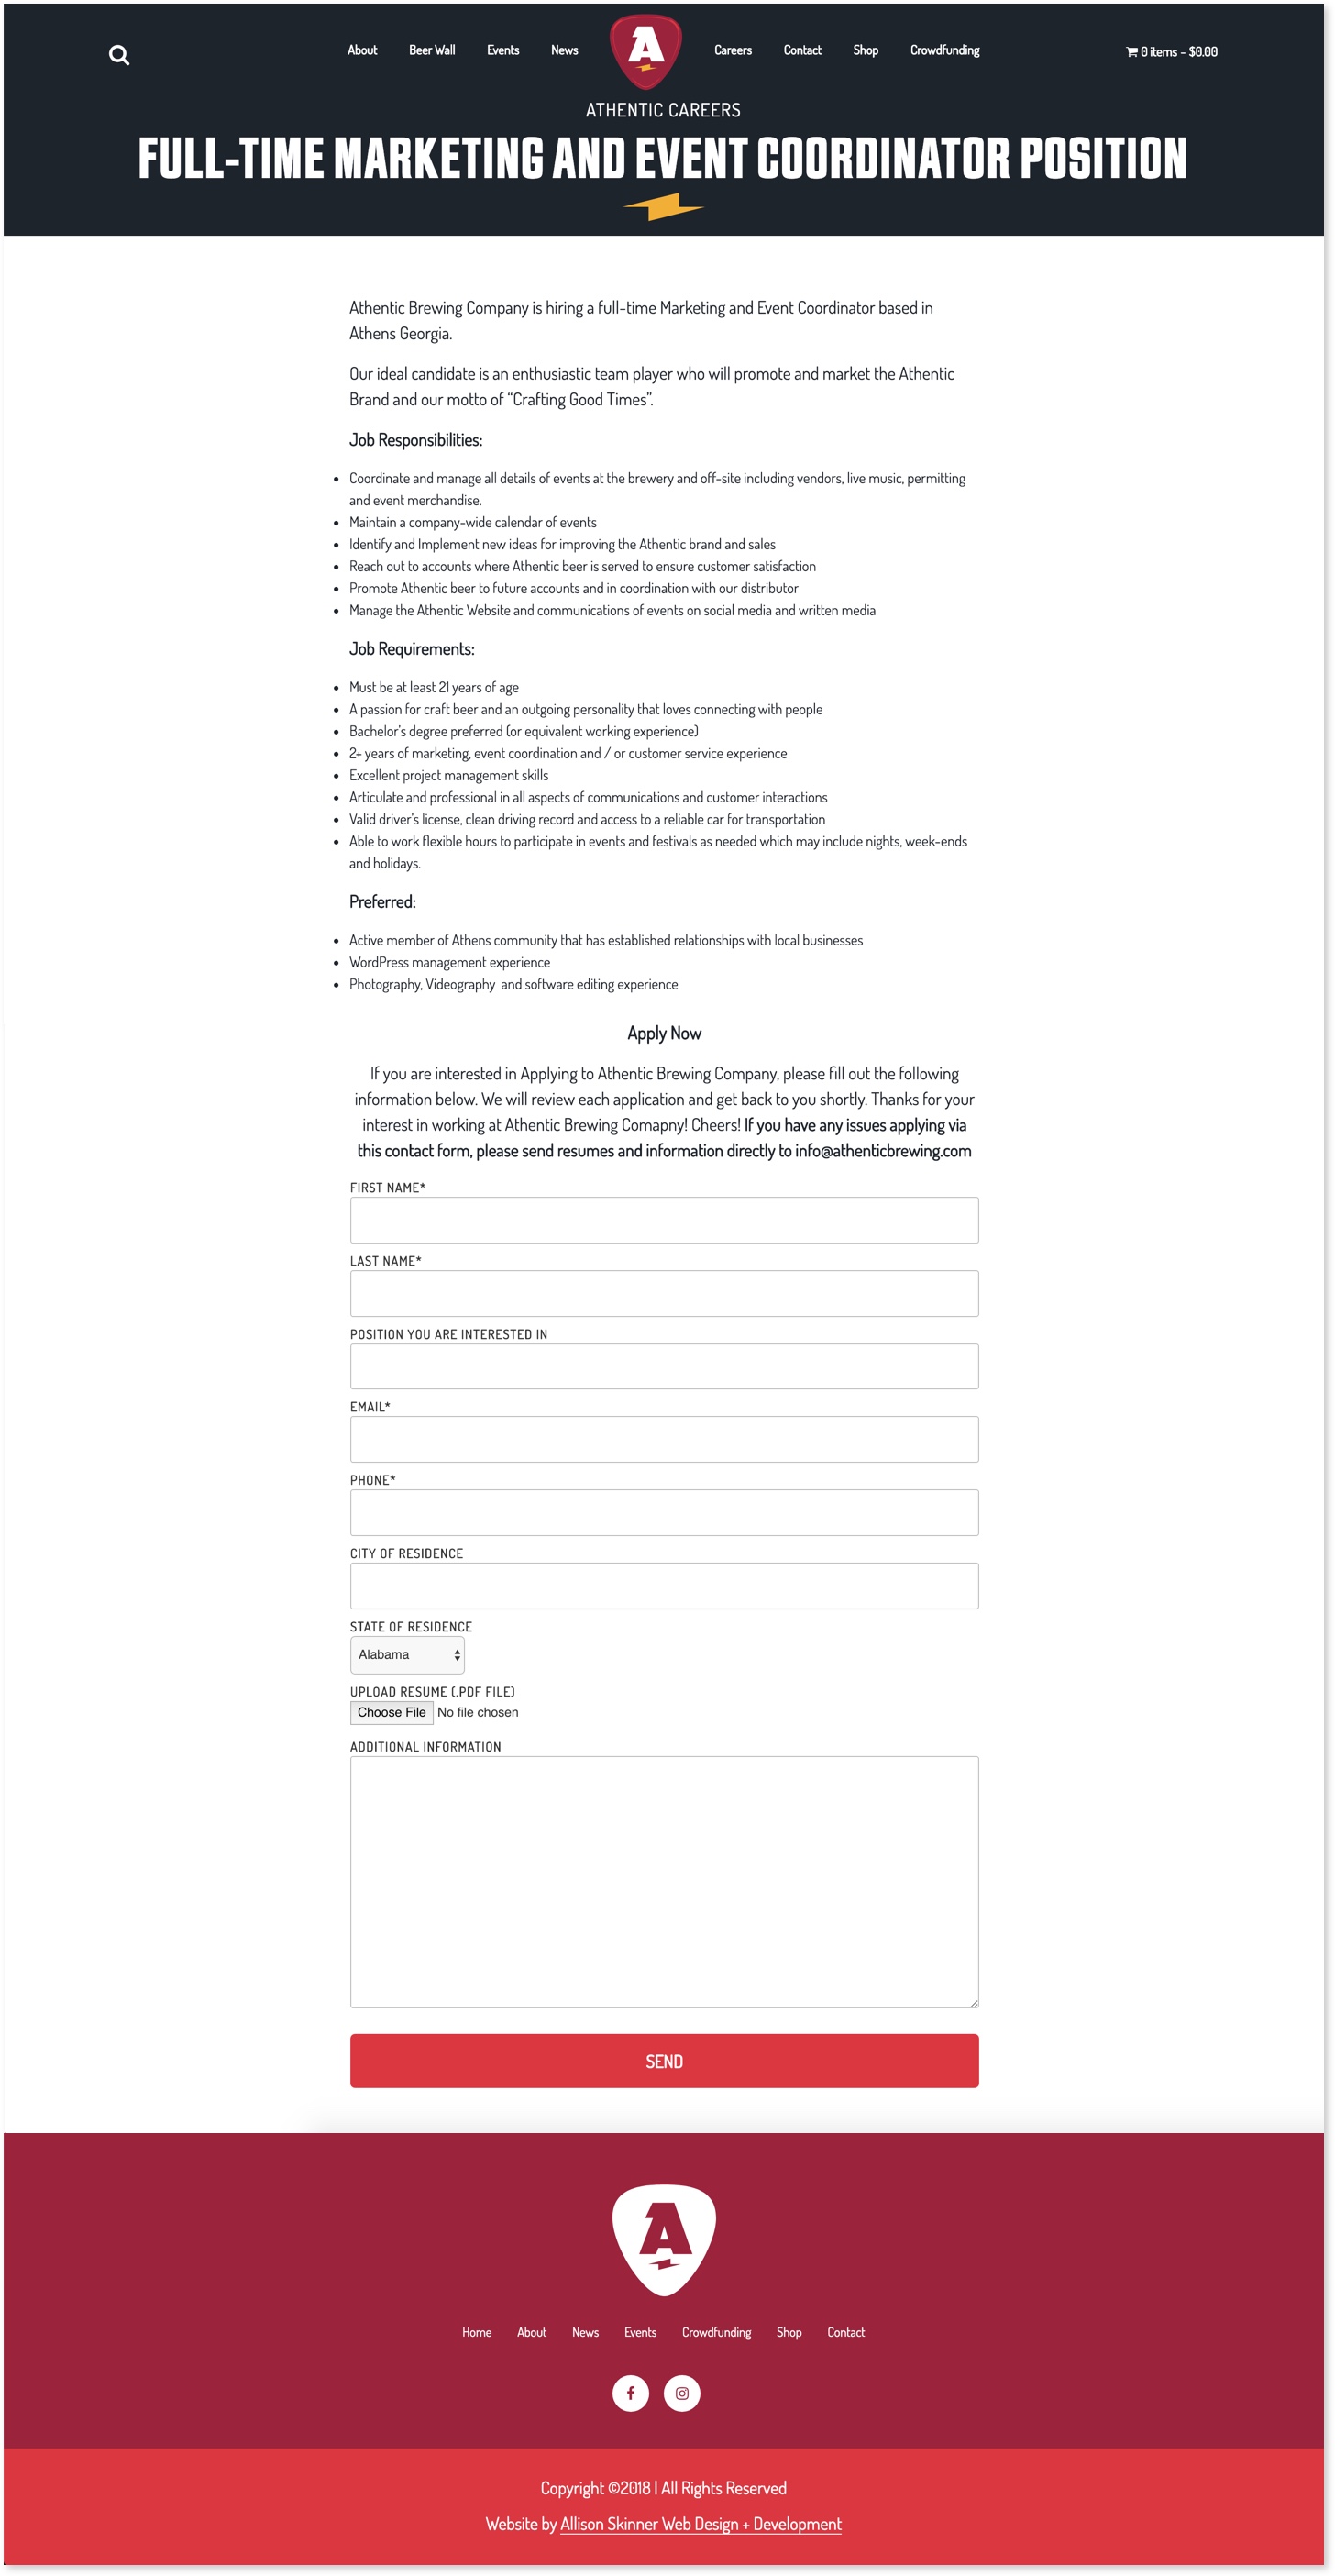 About Beer Wall Events News A Careers Contact Shop Crowdfunding 0 items - $0.00
ATHENTIC CAREERS
FULL-TIME MARKETING AND EVENT COORDINATOR POSITION
Athentic Brewing Company is hiring a full-time Marketing and Event Coordinator based in
Athens Georgia.
Our ideal candidate is an enthusiastic team player who will promote and market the Athentic
Brand and our motto of “Crafting Good Times”.
Job Responsibilities:
• Coordinate and manage all details of events at the brewery and off-site including vendors, live music, permitting
and event merchandise.
• Maintain a company-wide calendar of events
• Identify and Implement new ideas for improving the Athentic brand and sales
• Reach out to accounts where Athentic beer is served to ensure customer satisfaction
• Promote Athentic beer to future accounts and in coordination with our distributor
• Manage the Athentic Website and communications of events on social media and written media
Job Requirements:
• Must be at least 21 years of age
• A passion for craft beer and an outgoing personality that loves connecting with people
• Bachelor’s degree preferred (or equivalent working experience)
• 2+ years of marketing, event coordination and / or customer service experience
• Excellent project management skills
• Articulate and professional in all aspects of communications and customer interactions
• Valid driver’s license, clean driving record and access to a reliable car for transportation
• Able to work flexible hours to participate in events and festivals as needed which may include nights, week-ends
and holidays.
Preferred:
• Active member of Athens community that has established relationships with local businesses
• WordPress management experience
• Photography, Videography  and software editing experience
Apply Now
If you are interested in Applying to Athentic Brewing Company, please fill out the following
information below. We will review each application and get back to you shortly. Thanks for your
interest in working at Athentic Brewing Comapny! Cheers! If you have any issues applying via
this contact form, please send resumes and information directly to info@athenticbrewing.com
FIRST NAME*
LAST NAME*
POSITION YOU ARE INTERESTED IN
EMAIL*
PHONE*
CITY OF RESIDENCE
STATE OF RESIDENCE
Alabama
UPLOAD RESUME (.PDF FILE)
Choose File No file chosen
ADDITIONAL INFORMATION
SEND
A
Home About News Events Crowdfunding Shop Contact
Copyright ©2018 | All Rights Reserved
Website by Allison Skinner Web Design + Development